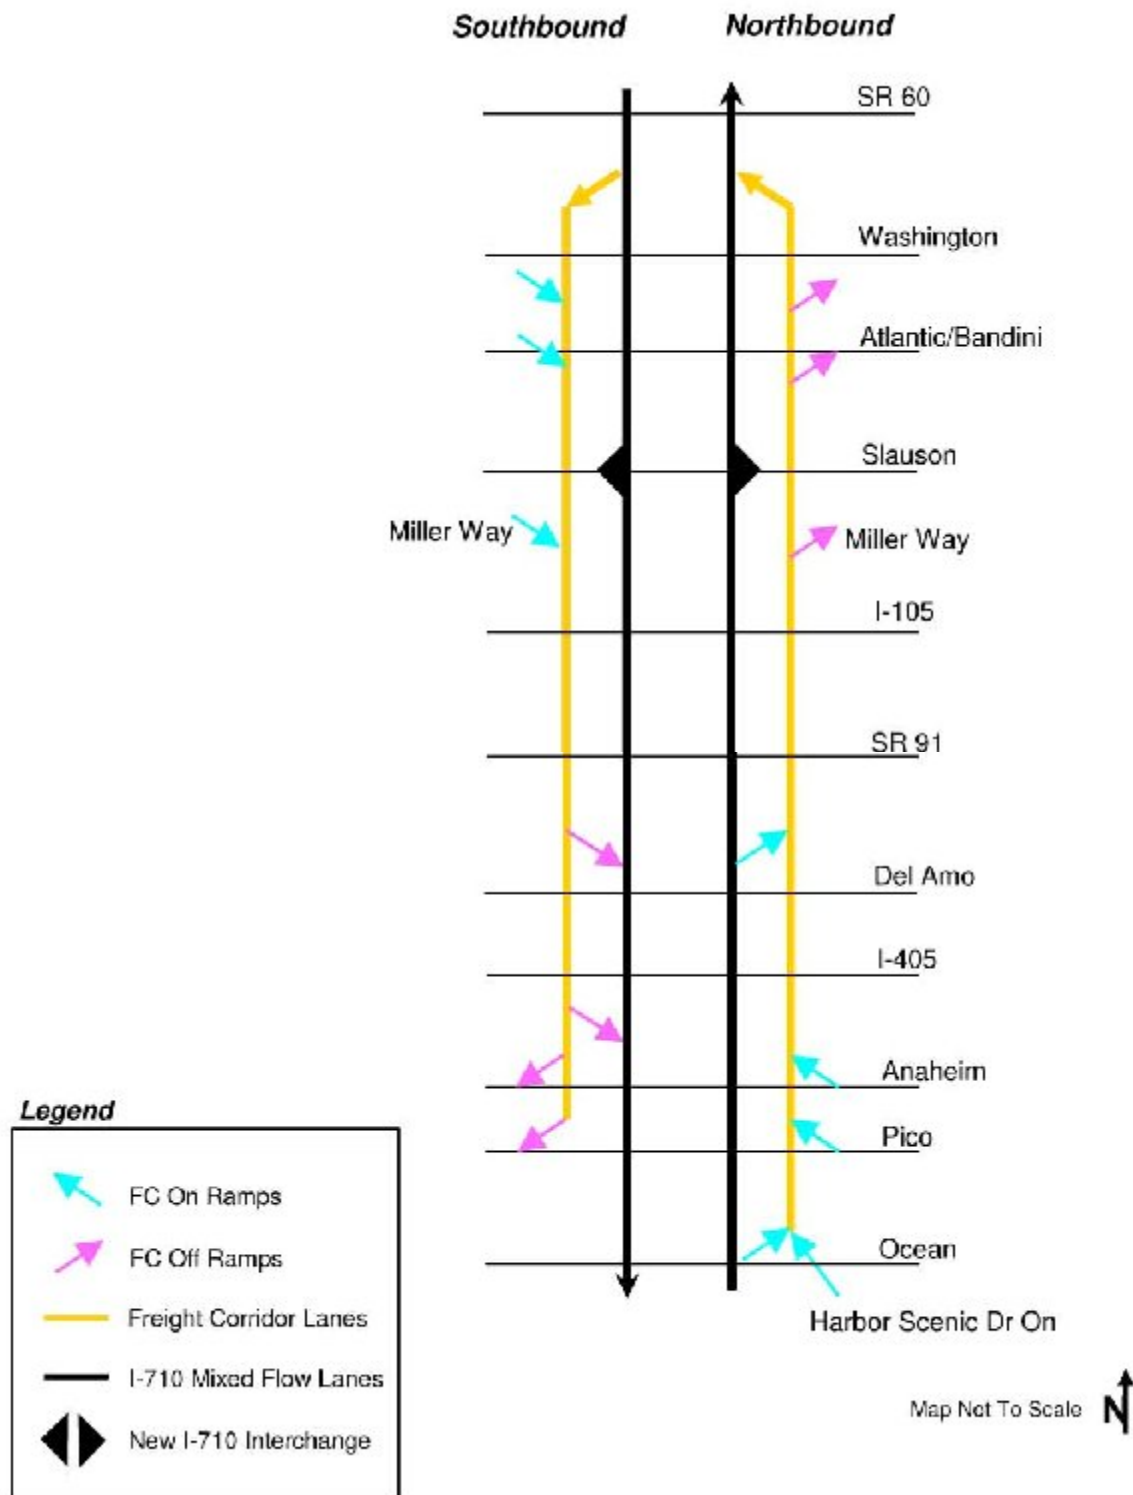 Southbound
Northbound
SR 60
Washington
Atlantic/Bandini
Slauson
Miller Way
Miller Way
I-105
SR 91
Del Amo
I-405
Anaheim
Pico
Ocean
Harbor Scenic Dr On
Legend
FC On Ramps
FC Off Ramps
Freight Corridor Lanes
I-710 Mixed Flow Lanes
New I-710 Interchange
Map Not To Scale
N